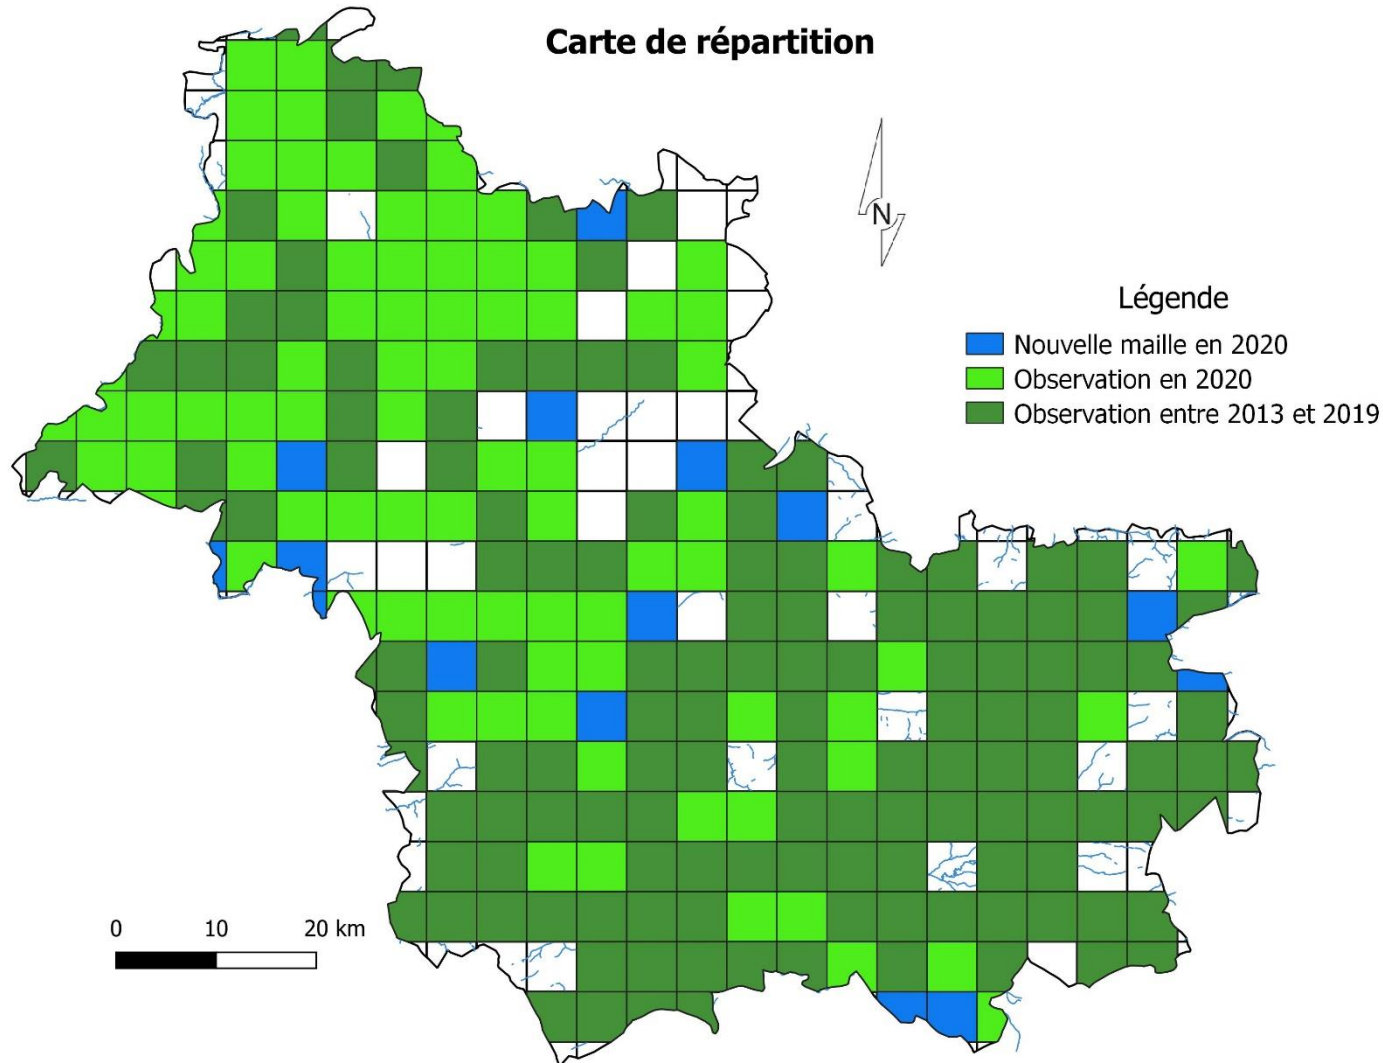 Carte de répartition
N
Légende
Nouvelle maille en 2020
Observation en 2020
Observation entre 2013 et 2019
0 10 20 km